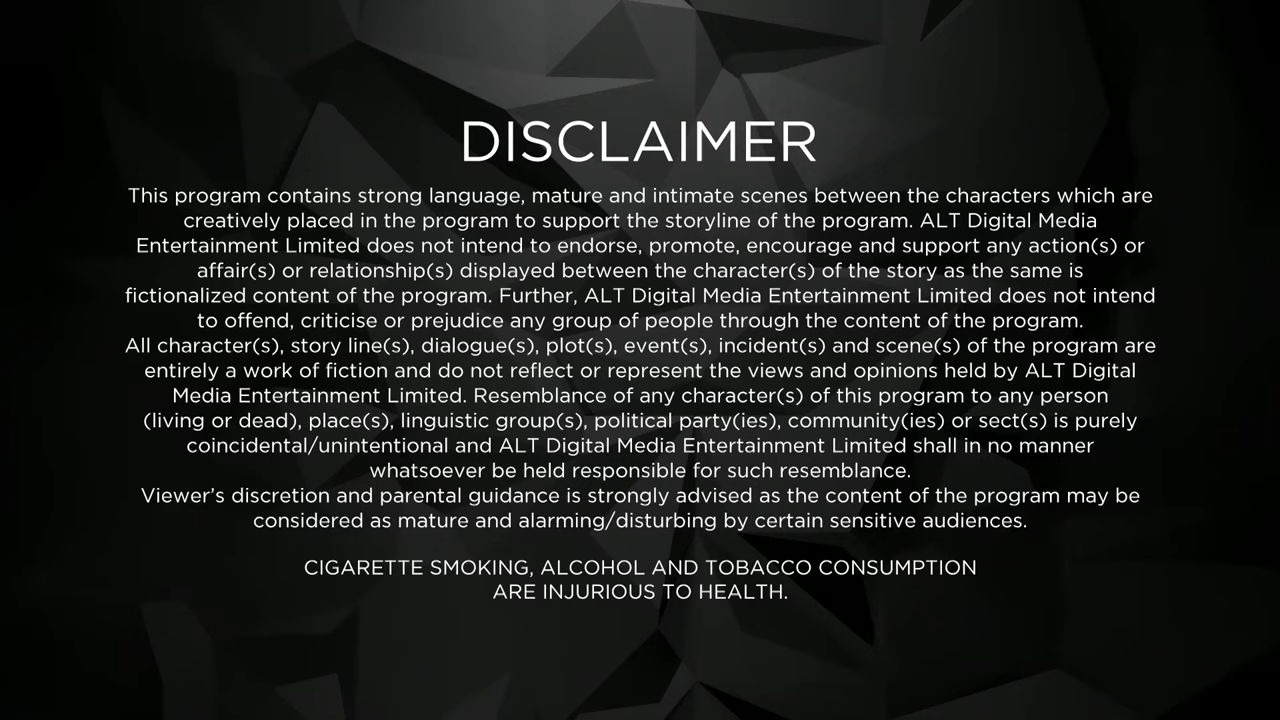 DISCLAIMER
This program contains strong language, mature and intimate scenes between the characters which are
creatively placed in the program to support the storyline of the program. ALT Digital Media
Entertainment Limited does not intend to endorse, promote, encourage and support any action(s) or
affair(s) or relationship(s) displayed between the character(s) of the story as the same is
fictionalized content of the program. Further, ALT Digital Media Entertainment Limited does not intend
to offend, criticise or prejudice any group of people through the content of the program.
All character(s), story line(s), dialogue(s), plot(s), event(s), incident(s) and scene(s) of the program are
entirely a work of fiction and do not reflect or represent the views and opinions held by ALT Digital
Media Entertainment Limited. Resemblance of any character(s) of this program to any person
(living or dead), place(s), linguistic group(s), political party(ies), community(ies) or sect(s) is purely
coincidental/unintentional and ALT Digital Media Entertainment Limited shall in no manner
whatsoever be held responsible for such resemblance.
Viewer’s discretion and parental guidance is strongly advised as the content of the program may be
considered as mature and alarming/disturbing by certain sensitive audiences.
CIGARETTE SMOKING, ALCOHOL AND TOBACCO CONSUMPTION
ARE INJURIOUS TO HEALTH.